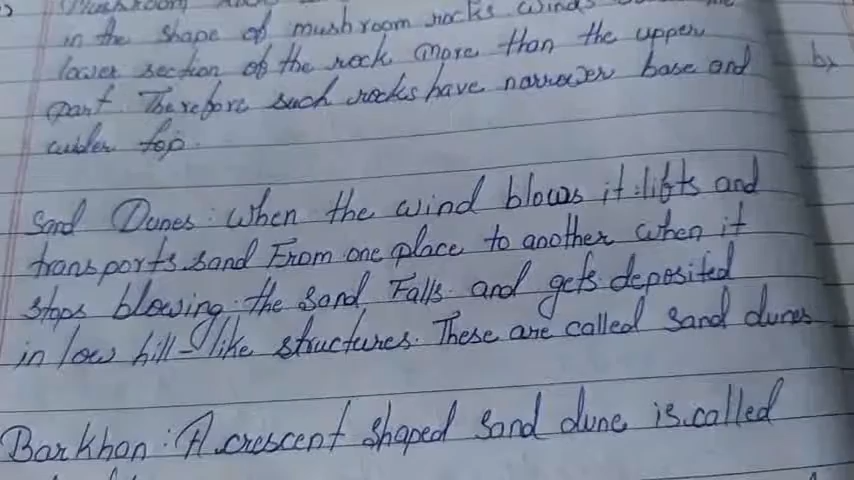 Mushroom
in the shape of mushroom rocks winds
lower section of the rock more than the upper
part. Therefore such rocks have narrower base and
wider top.
Sand Dunes: When the wind blows it lifts and
transports sand From one place to another when it
stops blowing the sand Falls and gets deposited
in low hill-like structures. These are called sand dunes
Barkhan: A crescent shaped sand dune is called
b)